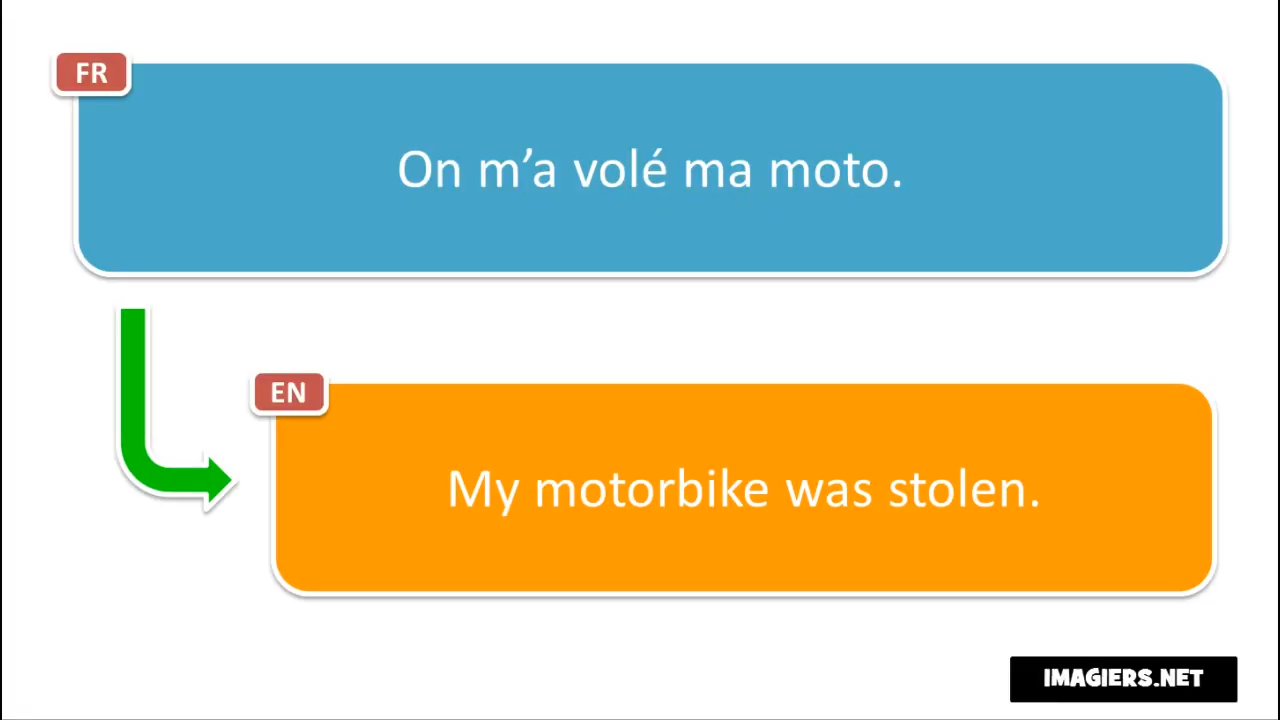 FR
On m’a volé ma moto.
EN
My motorbike was stolen.
IMAGIERS.NET